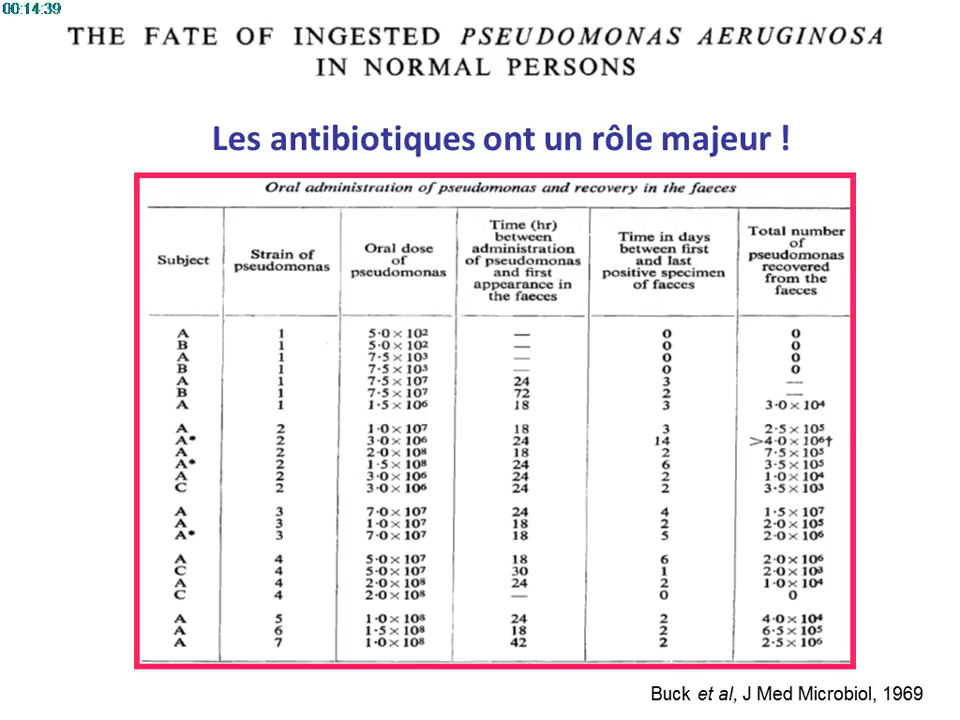 00:14:39
THE FATE OF INGESTED PSEUDOMONAS AERUGINOSA
IN NORMAL PERSONS
Les antibiotiques ont un rôle majeur !
Oral administration of pseudomonas and recovery in the faeces
Subject
Strain of
pseudomonas
Oral dose
of
pseudomonas
Time (hr)
between
administration
of pseudomonas
and first
appearance in
the faeces
Time in days
between first
and last
positive specimen
of faeces
Total number
of
pseudomonas
recovered
from the
faeces
A 1 5·0×10² — 0 0
B 1 5·0×10² — 0 0
A 1 7·5×10³ — 0 0
B 1 7·5×10³ — 0 0
A 1 7·5×10⁷ 24 3 —
B 1 7·5×10⁷ 72 2 —
A 1 1·5×10⁶ 18 3 3·0×10⁴
A 2 1·0×10⁷ 18 3 2·5×10⁵
A* 2 3·0×10⁶ 24 14 >4·0×10⁶†
A 2 2·0×10⁸ 18 2 7·5×10⁵
A* 2 1·5×10⁸ 24 6 3·5×10⁵
A 2 3·0×10⁶ 24 2 1·0×10⁴
C 2 3·0×10⁶ 24 2 3·5×10³
A 3 7·0×10⁷ 24 4 1·5×10⁷
A 3 1·0×10⁷ 18 2 2·0×10⁵
A* 3 7·0×10⁷ 18 5 2·0×10⁶
A 4 5·0×10⁷ 18 6 2·0×10⁶
C 4 5·0×10⁷ 30 1 2·0×10³
A 4 2·0×10⁸ 24 2 1·0×10⁴
C 4 2·0×10⁸ — 0 0
A 5 1·0×10⁸ 24 2 4·0×10⁴
A 6 1·5×10⁸ 18 2 6·5×10⁵
A 7 1·0×10⁸ 42 2 2·5×10⁶
Buck et al, J Med Microbiol, 1969